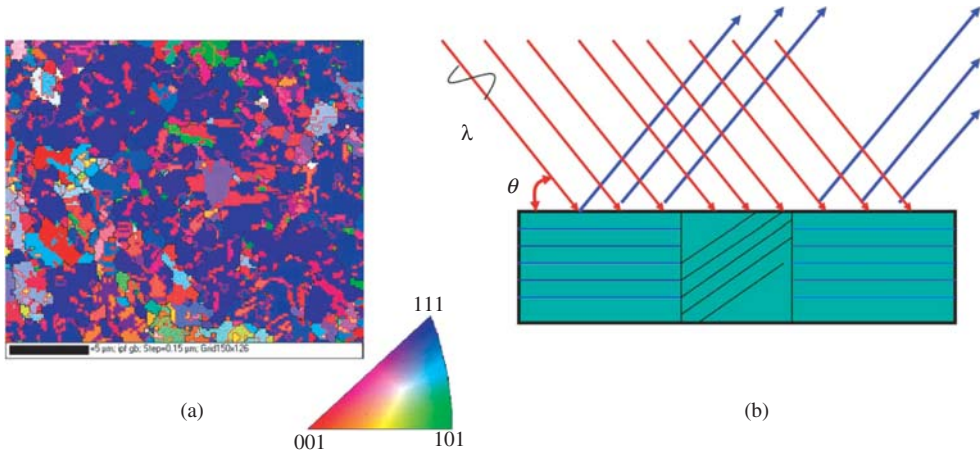 =5 µm; ipf gb; Step=0.15 µm; Grid150x126
111
001
101
(a)
λ
θ
(b)